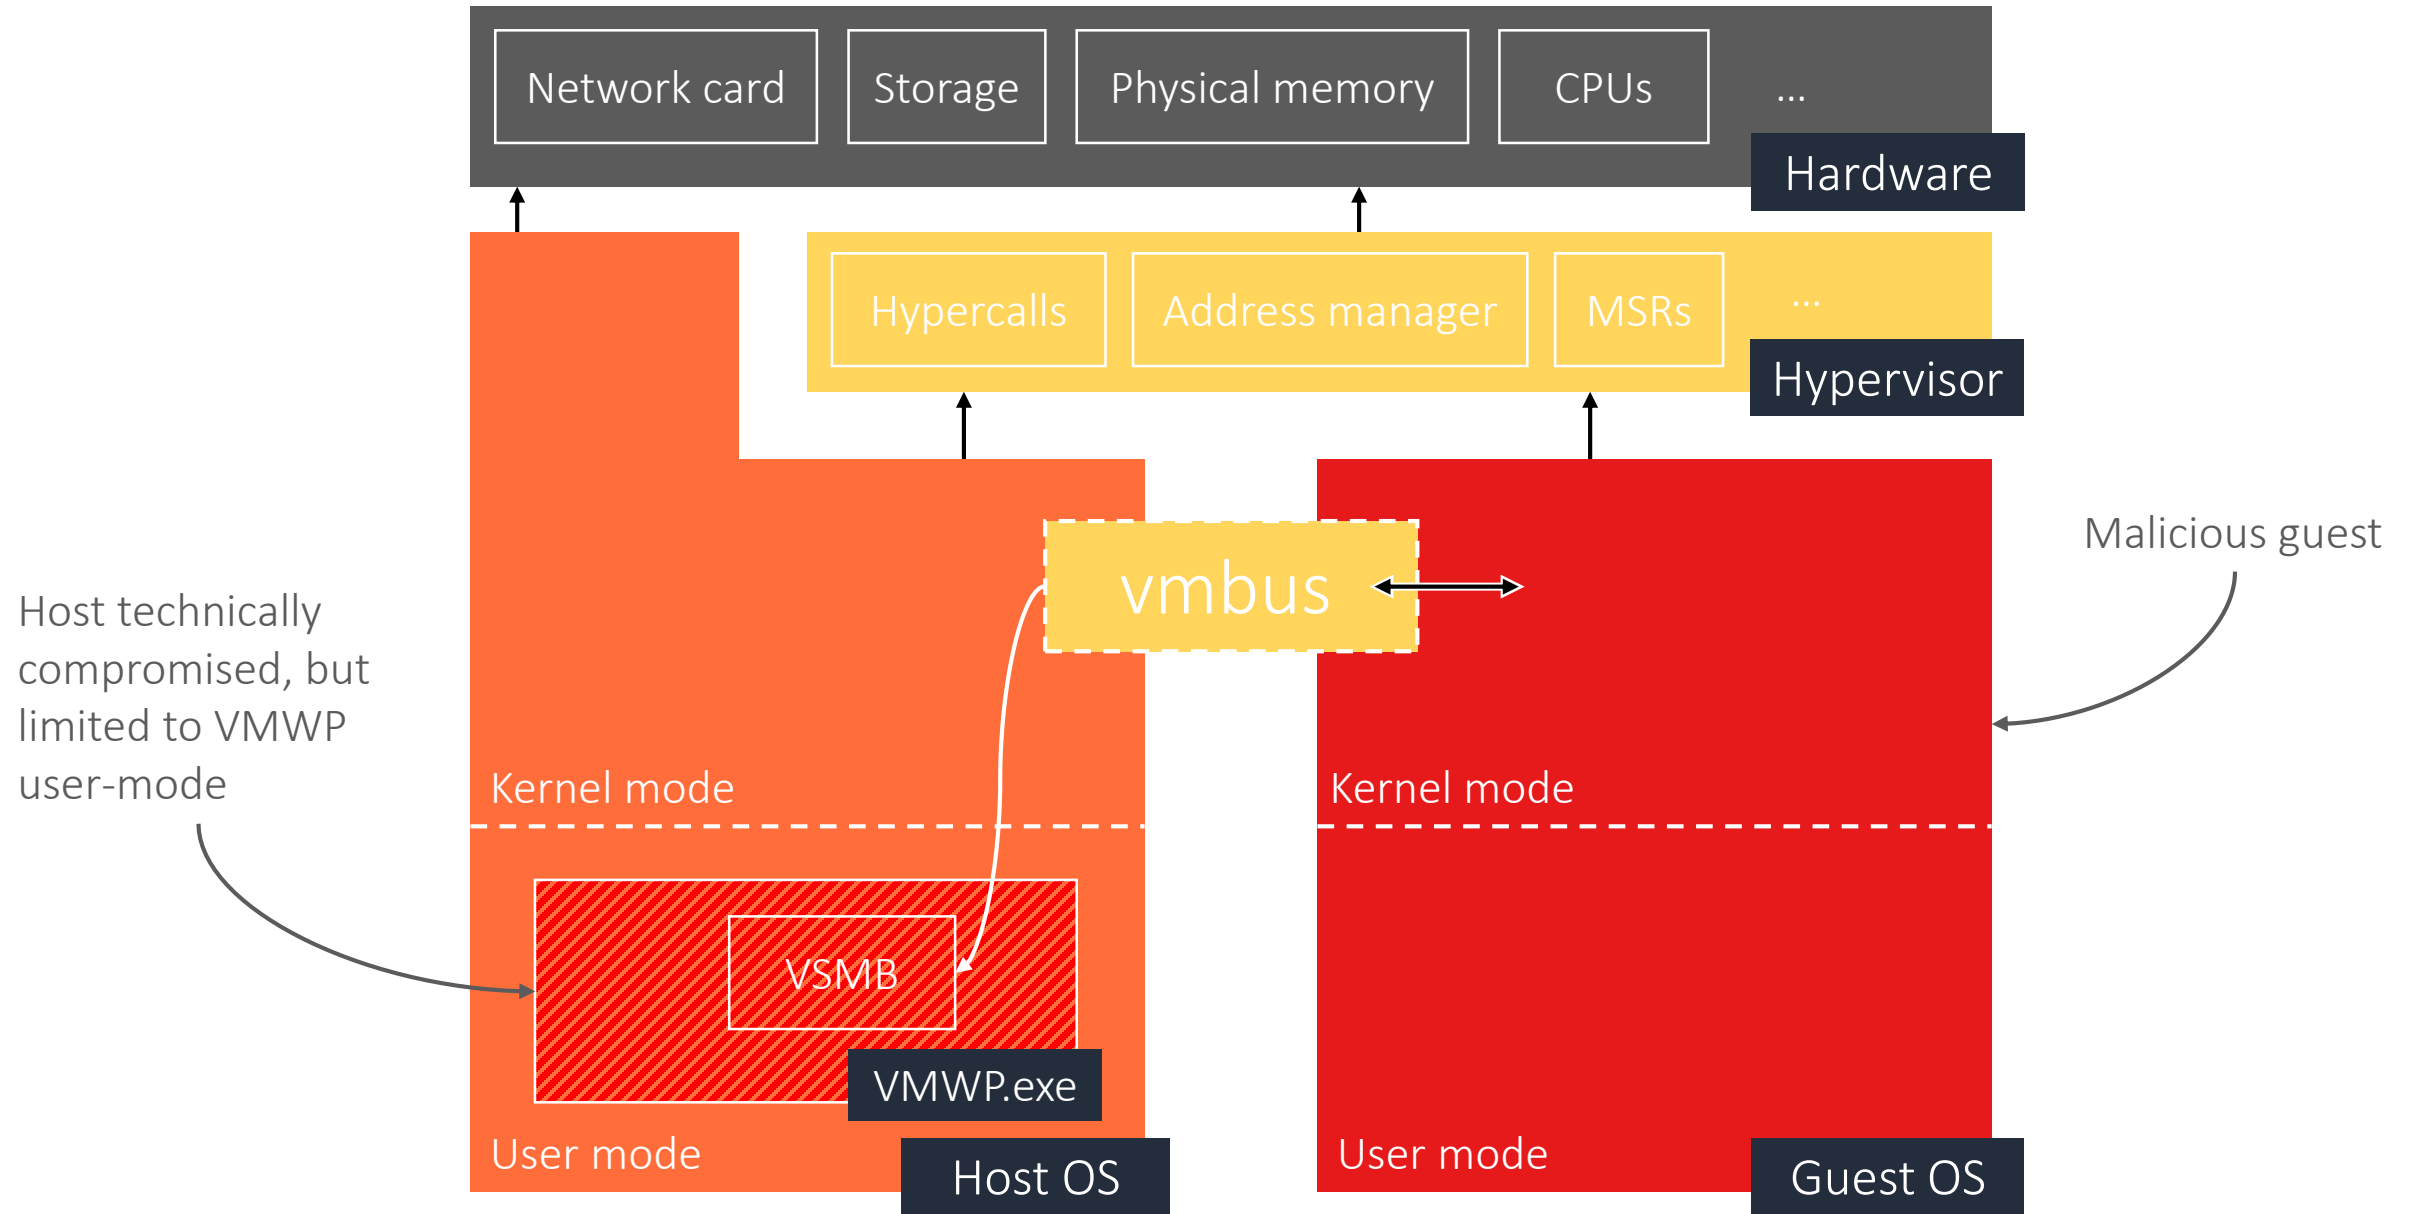 Network card
Storage
Physical memory
CPUs
...
Hardware
Hypercalls
Address manager
MSRs
...
Hypervisor
vmbus
Malicious guest
Host technically
compromised, but
limited to VMWP
user-mode
Kernel mode
Kernel mode
VSMB
VMWP.exe
User mode
User mode
Host OS
Guest OS